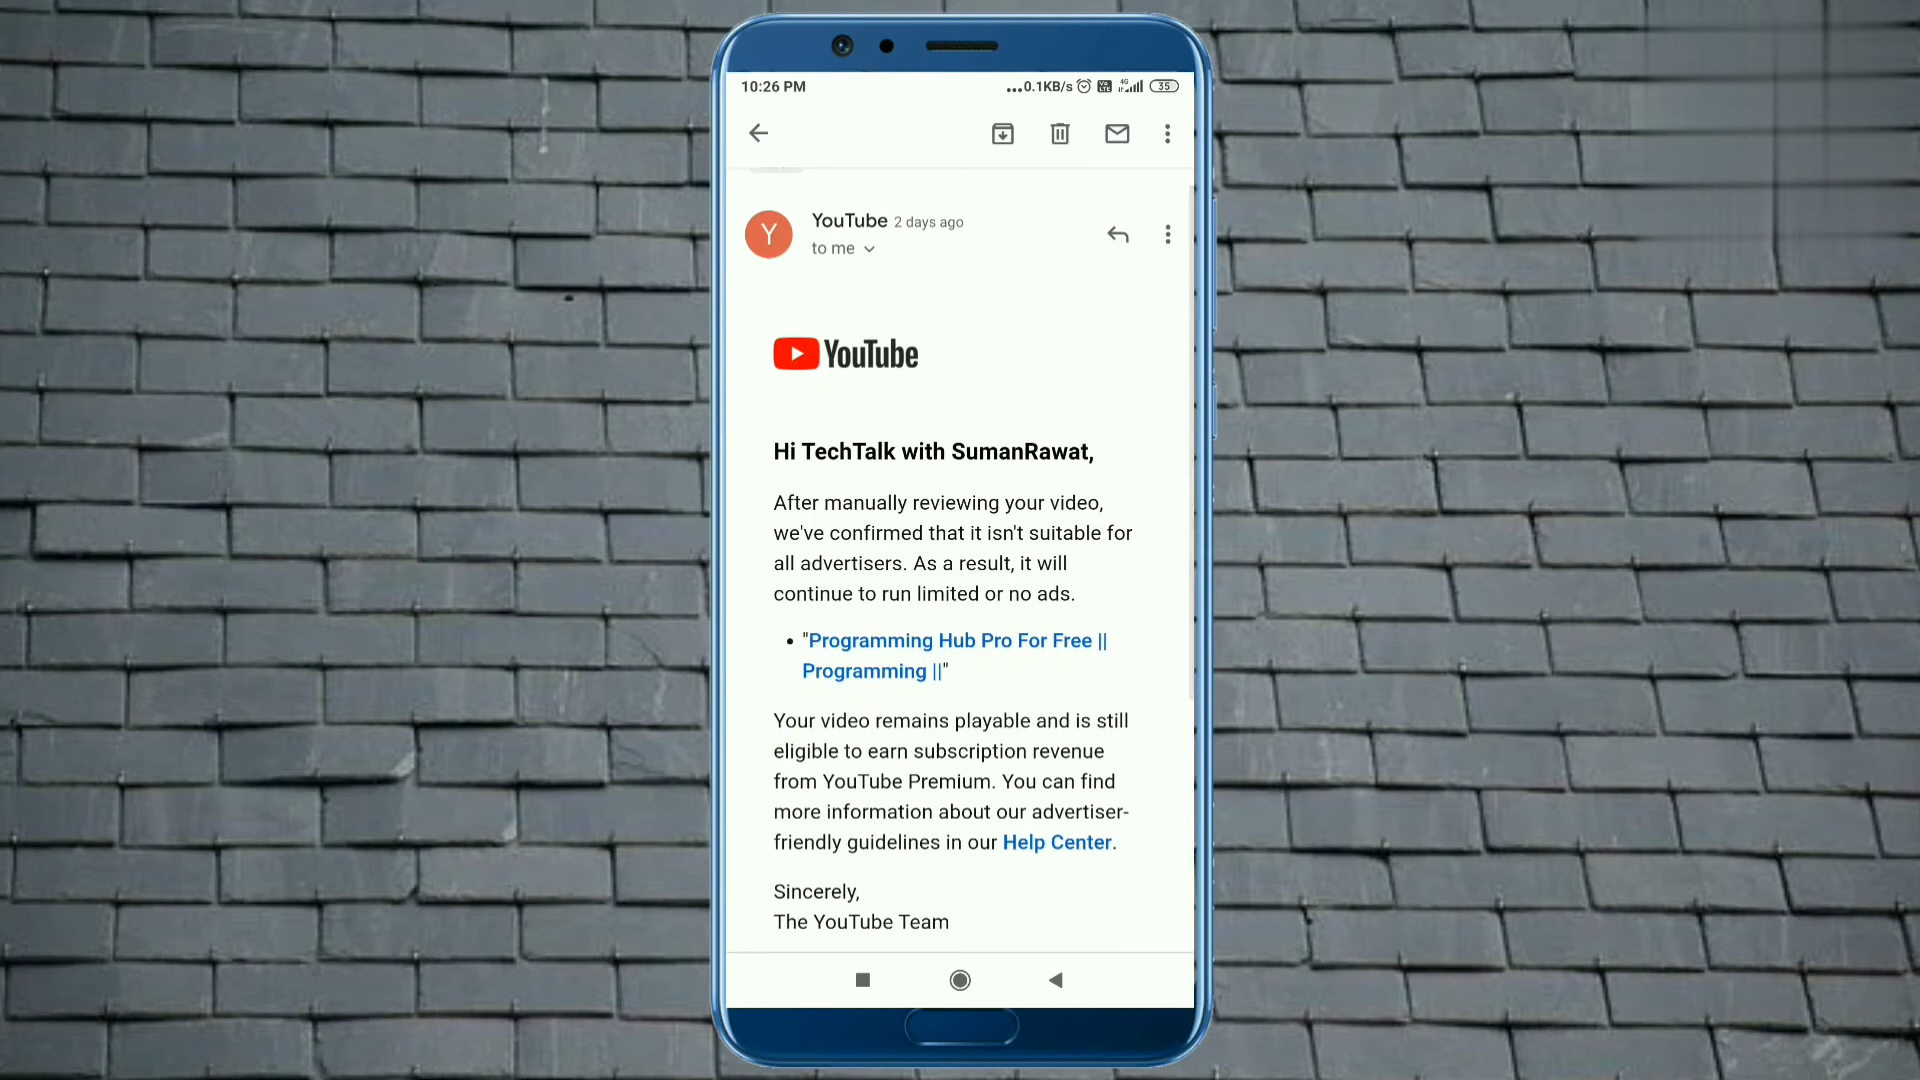 10:26 PM
...0.1KB/s 4G 35
Y
YouTube 2 days ago
to me
YouTube
Hi TechTalk with SumanRawat,
After manually reviewing your video,
we've confirmed that it isn't suitable for
all advertisers. As a result, it will
continue to run limited or no ads.
• "Programming Hub Pro For Free ||
Programming ||"
Your video remains playable and is still
eligible to earn subscription revenue
from YouTube Premium. You can find
more information about our advertiser-
friendly guidelines in our Help Center.
Sincerely,
The YouTube Team